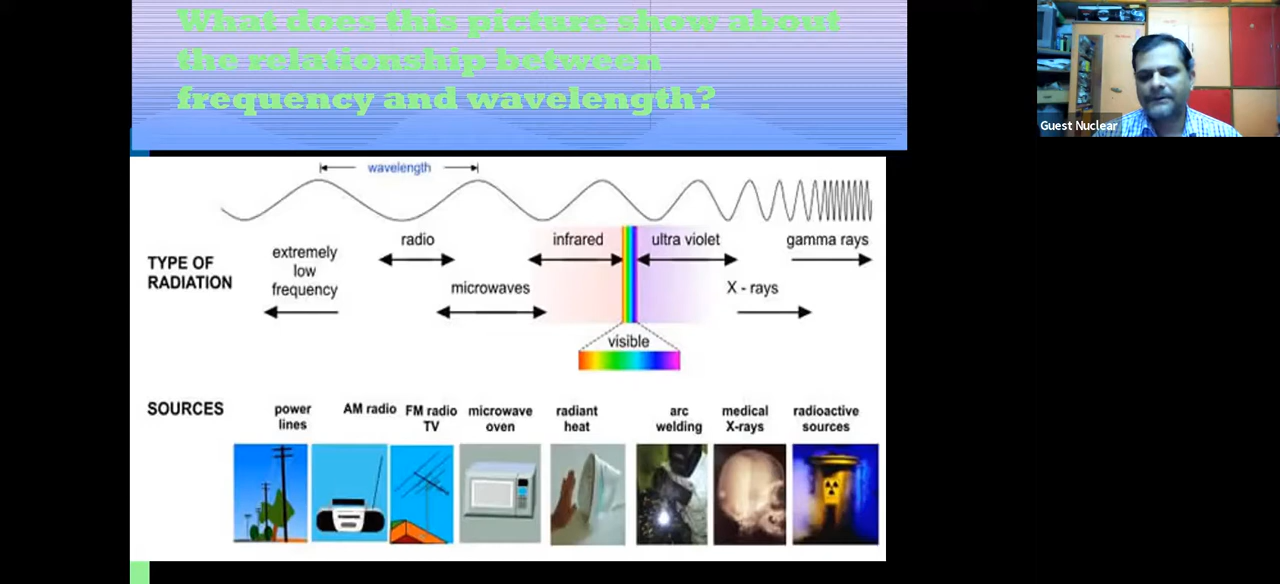 What does this picture show about
the relationship between
frequency and wavelength?
Guest Nuclear
wavelength
radio
infrared
ultra violet
gamma rays
extremely
low
frequency
TYPE OF
RADIATION
microwaves
X - rays
visible
SOURCES
power
lines
AM radio
FM radio
TV
microwave
oven
radiant
heat
arc
welding
medical
X-rays
radioactive
sources